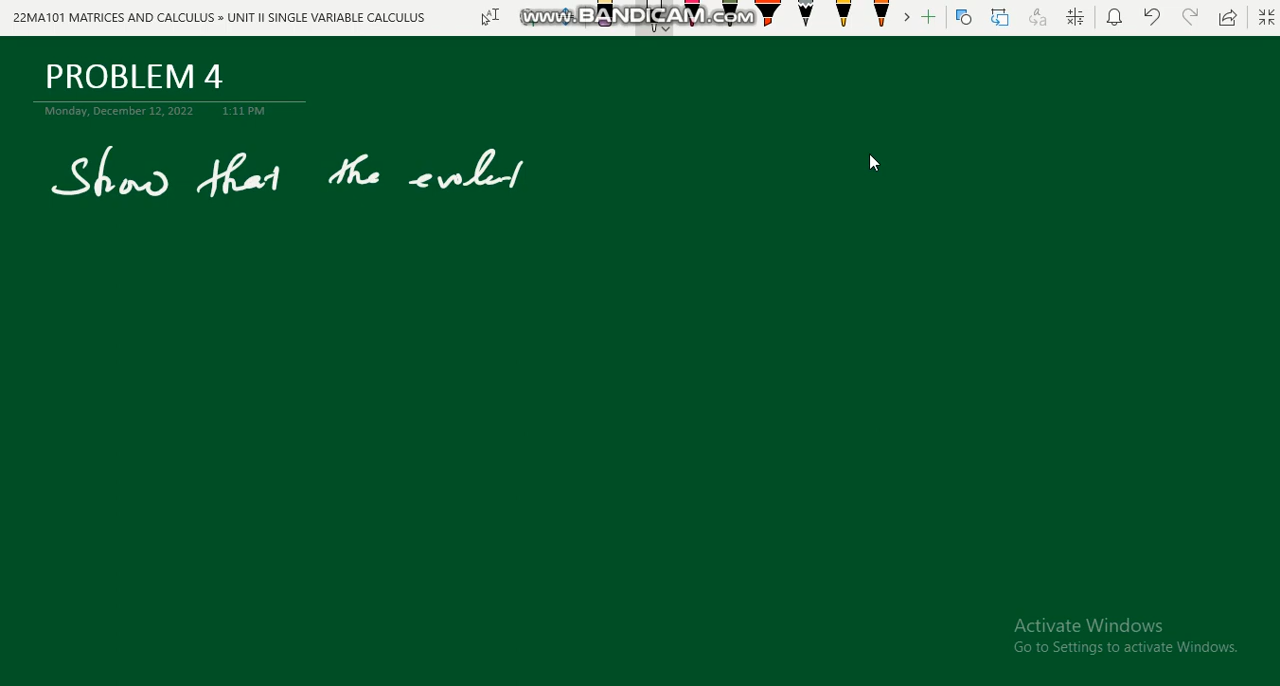 22MA101 MATRICES AND CALCULUS » UNIT II SINGLE VARIABLE CALCULUS
www.BANDICAM.com
PROBLEM 4
Monday, December 12, 2022 1:11 PM
Show that the evolut
Activate Windows
Go to Settings to activate Windows.